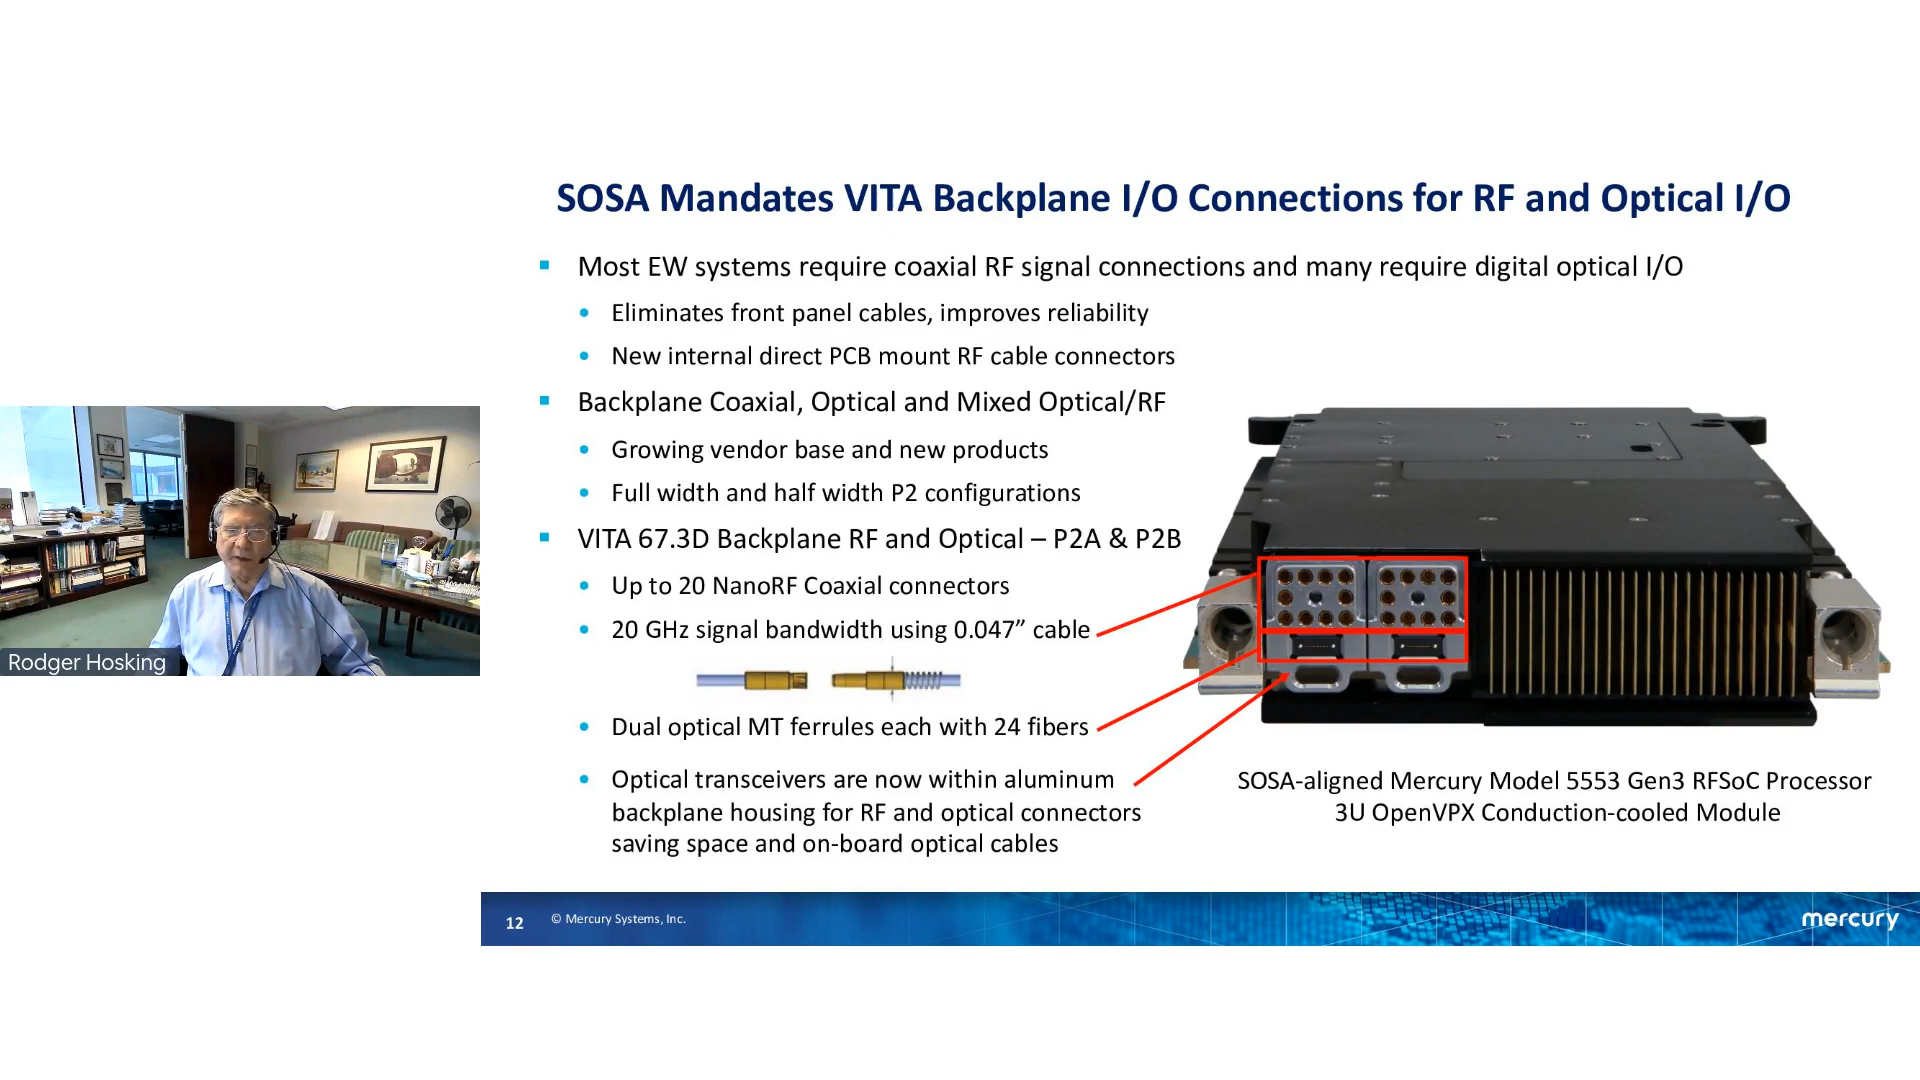 SOSA Mandates VITA Backplane I/O Connections for RF and Optical I/O
Most EW systems require coaxial RF signal connections and many require digital optical I/O
Eliminates front panel cables, improves reliability
New internal direct PCB mount RF cable connectors
Backplane Coaxial, Optical and Mixed Optical/RF
Growing vendor base and new products
Full width and half width P2 configurations
VITA 67.3D Backplane RF and Optical – P2A & P2B
Up to 20 NanoRF Coaxial connectors
20 GHz signal bandwidth using 0.047” cable
Dual optical MT ferrules each with 24 fibers
Optical transceivers are now within aluminum
backplane housing for RF and optical connectors
saving space and on-board optical cables
SOSA-aligned Mercury Model 5553 Gen3 RFSoC Processor
3U OpenVPX Conduction-cooled Module
Rodger Hosking
12
© Mercury Systems, Inc.
mercury